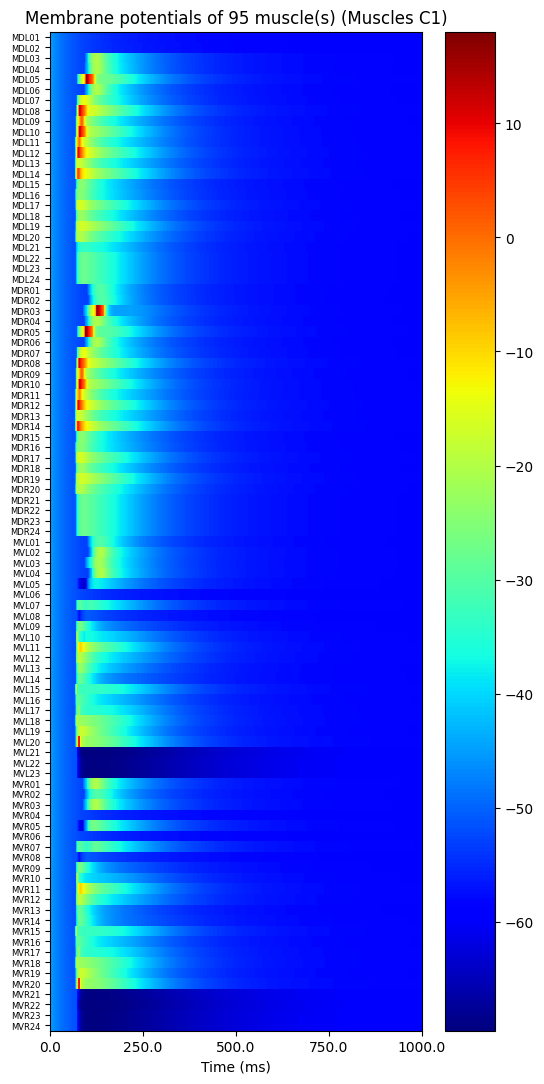 Membrane potentials of 95 muscle(s) (Muscles C1)
MDL01
MDL02
MDL03
MDL04
MDL05
MDL06
MDL07
MDL08
MDL09
MDL10
MDL11
MDL12
MDL13
MDL14
MDL15
MDL16
MDL17
MDL18
MDL19
MDL20
MDL21
MDL22
MDL23
MDL24
MDR01
MDR02
MDR03
MDR04
MDR05
MDR06
MDR07
MDR08
MDR09
MDR10
MDR11
MDR12
MDR13
MDR14
MDR15
MDR16
MDR17
MDR18
MDR19
MDR20
MDR21
MDR22
MDR23
MDR24
MVL01
MVL02
MVL03
MVL04
MVL05
MVL06
MVL07
MVL08
MVL09
MVL10
MVL11
MVL12
MVL13
MVL14
MVL15
MVL16
MVL17
MVL18
MVL19
MVL20
MVL21
MVL22
MVL23
MVR01
MVR02
MVR03
MVR04
MVR05
MVR06
MVR07
MVR08
MVR09
MVR10
MVR11
MVR12
MVR13
MVR14
MVR15
MVR16
MVR17
MVR18
MVR19
MVR20
MVR21
MVR22
MVR23
MVR24
0.0 250.0 500.0 750.0 1000.0
Time (ms)
10
0
−10
−20
−30
−40
−50
−60